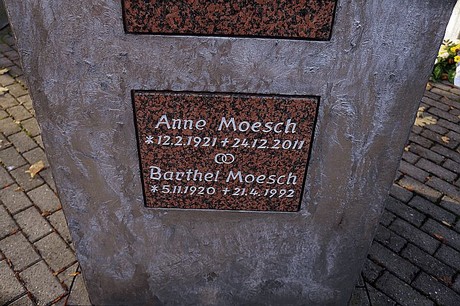 Anne Moesch
*12.2.1921 +24.12.2011
Barthel Moesch
*5.11.1920 +21.4.1992